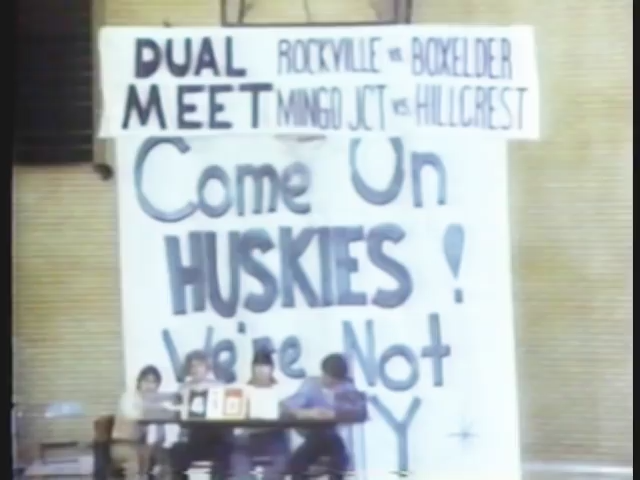 DUAL ROCKVILLE vs BOXELDER
MEET MINGO JCT vs. HILLCREST
Come On
HUSKIES !
We're Not